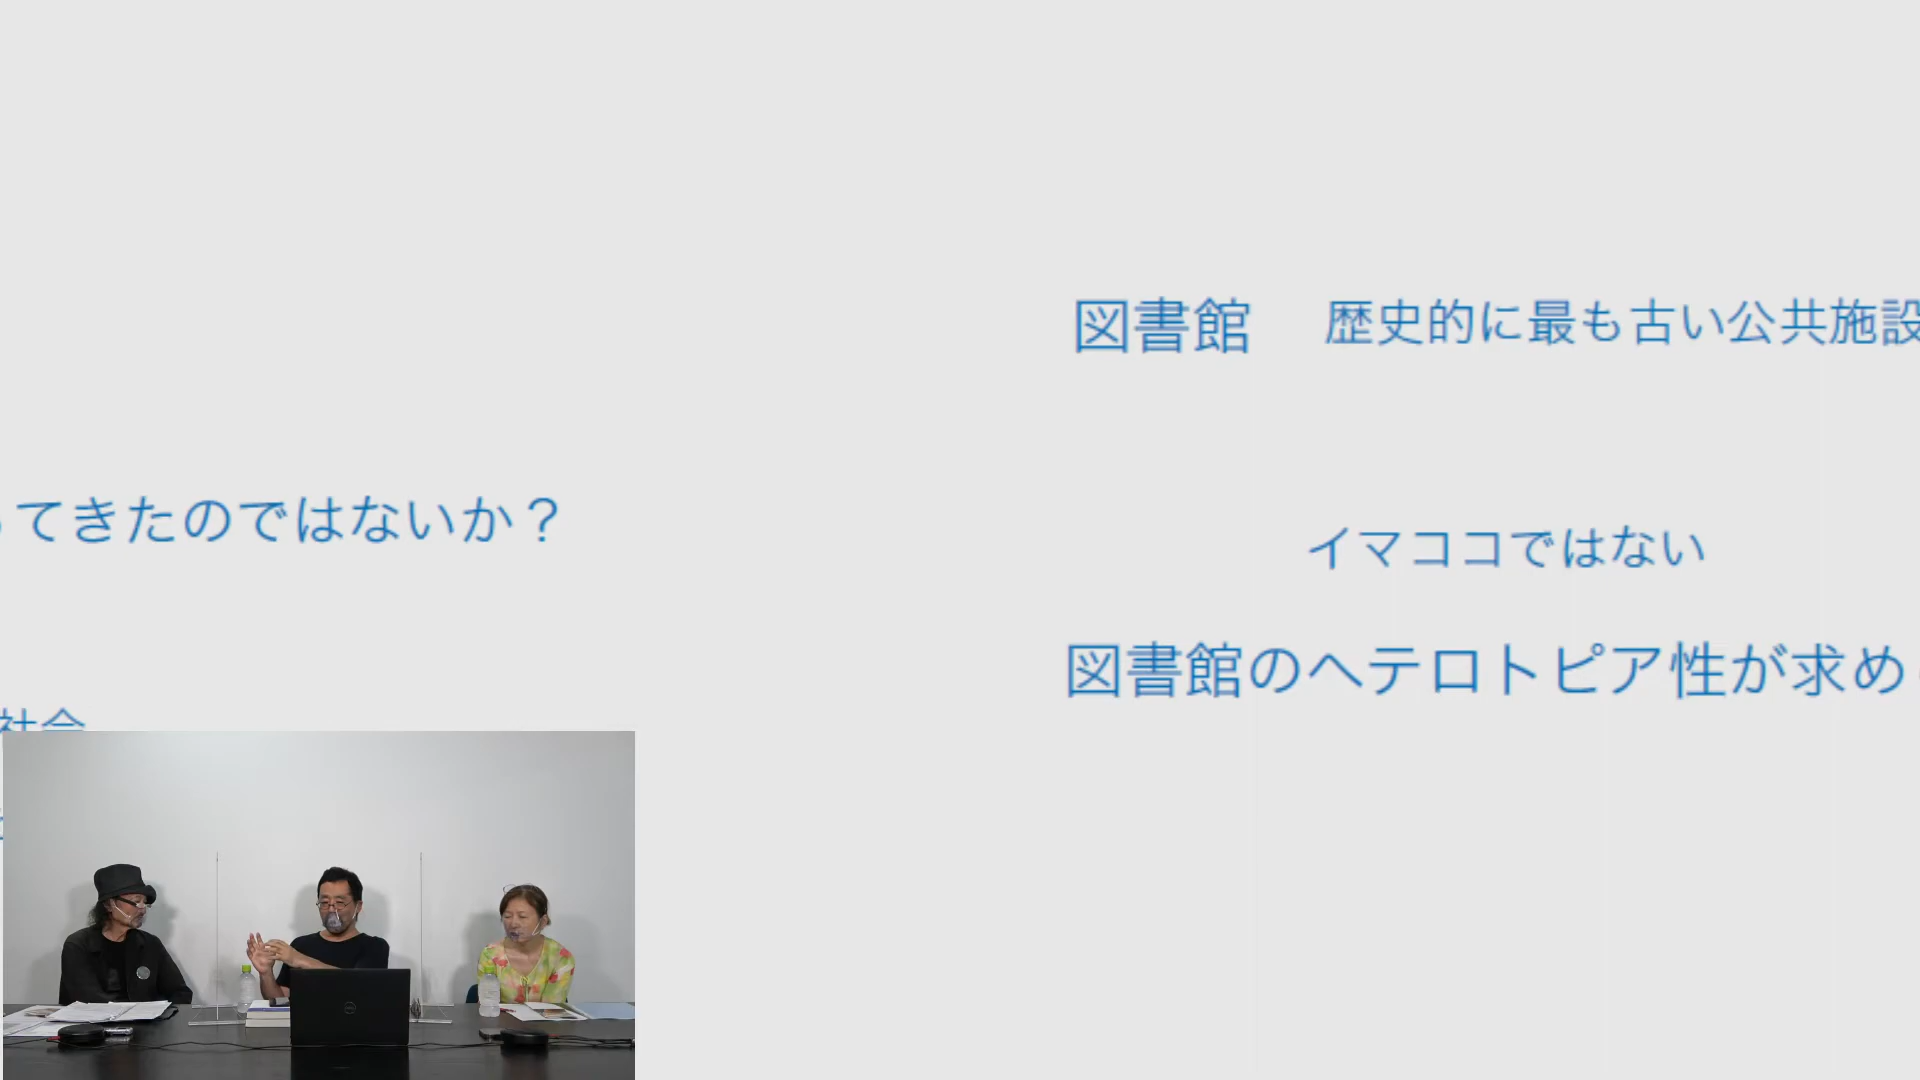 図書館 歴史的に最も古い公共施設
てきたのではないか？
イマココではない
図書館のヘテロトピア性が求め
社会